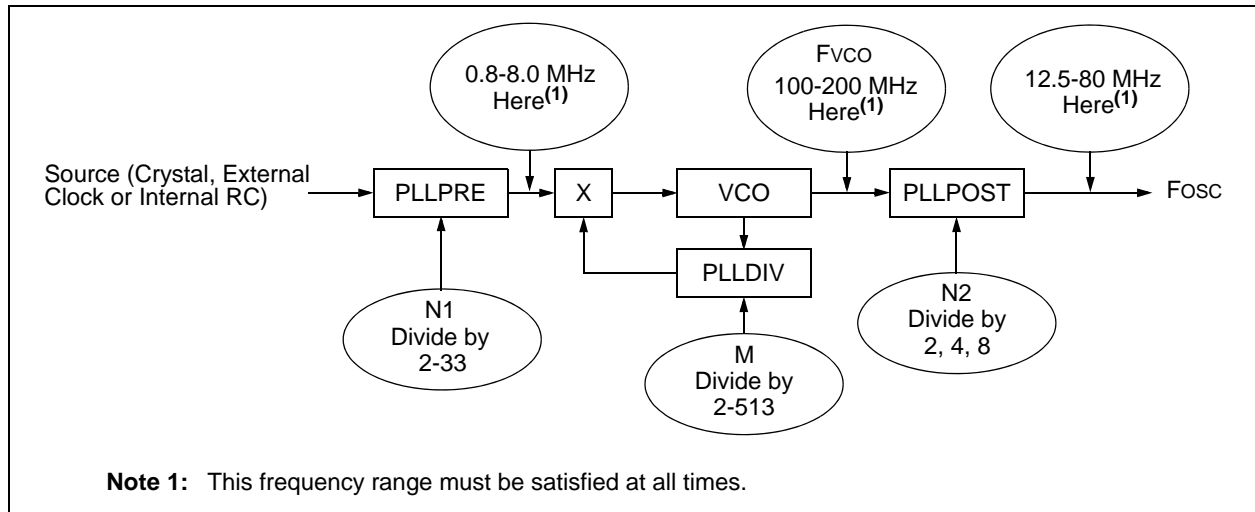 0.8-8.0 MHz
Here(1)
FVCO
100-200 MHz
Here(1)
12.5-80 MHz
Here(1)
Source (Crystal, External
Clock or Internal RC)
PLLPRE
X
VCO
PLLPOST
FOSC
PLLDIV
N1
Divide by
2-33
M
Divide by
2-513
N2
Divide by
2, 4, 8
Note 1: This frequency range must be satisfied at all times.